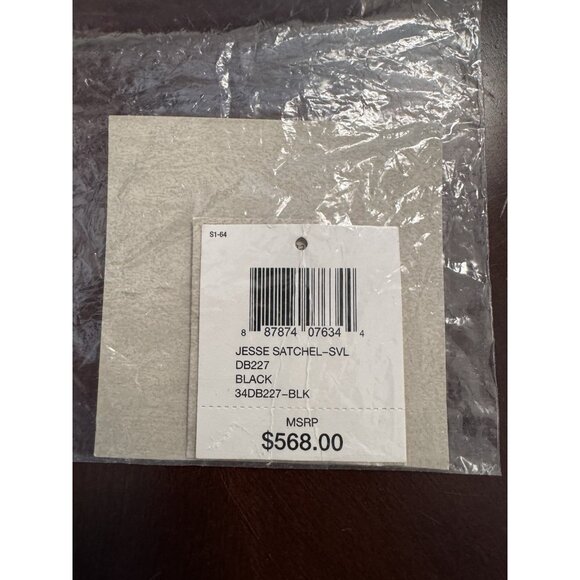 S1-64
8 87874 07634 4
JESSE SATCHEL-SVL
DB227
BLACK
34DB227-BLK
MSRP
$568.00